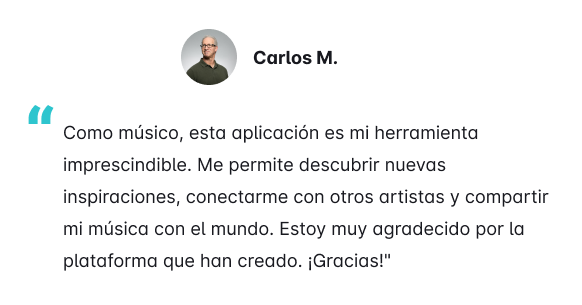 Carlos M.
“
Como músico, esta aplicación es mi herramienta
imprescindible. Me permite descubrir nuevas
inspiraciones, conectarme con otros artistas y compartir
mi música con el mundo. Estoy muy agradecido por la
plataforma que han creado. ¡Gracias!"